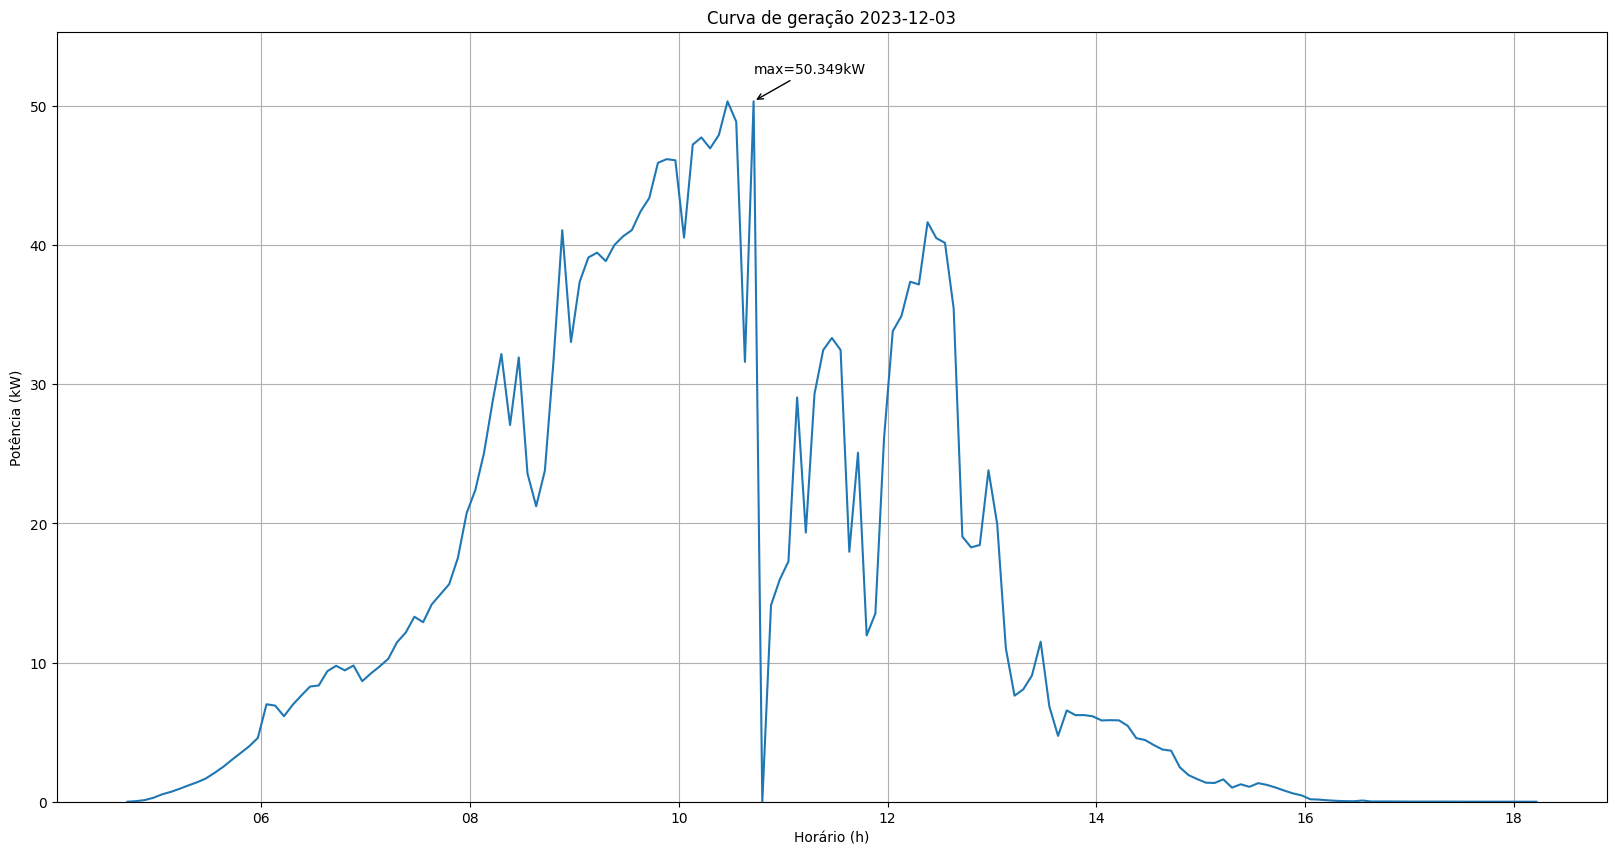 Curva de geração 2023-12-03
max=50.349kW
Potência (kW)
50
40
30
20
10
0
06 08 10 12 14 16 18
Horário (h)